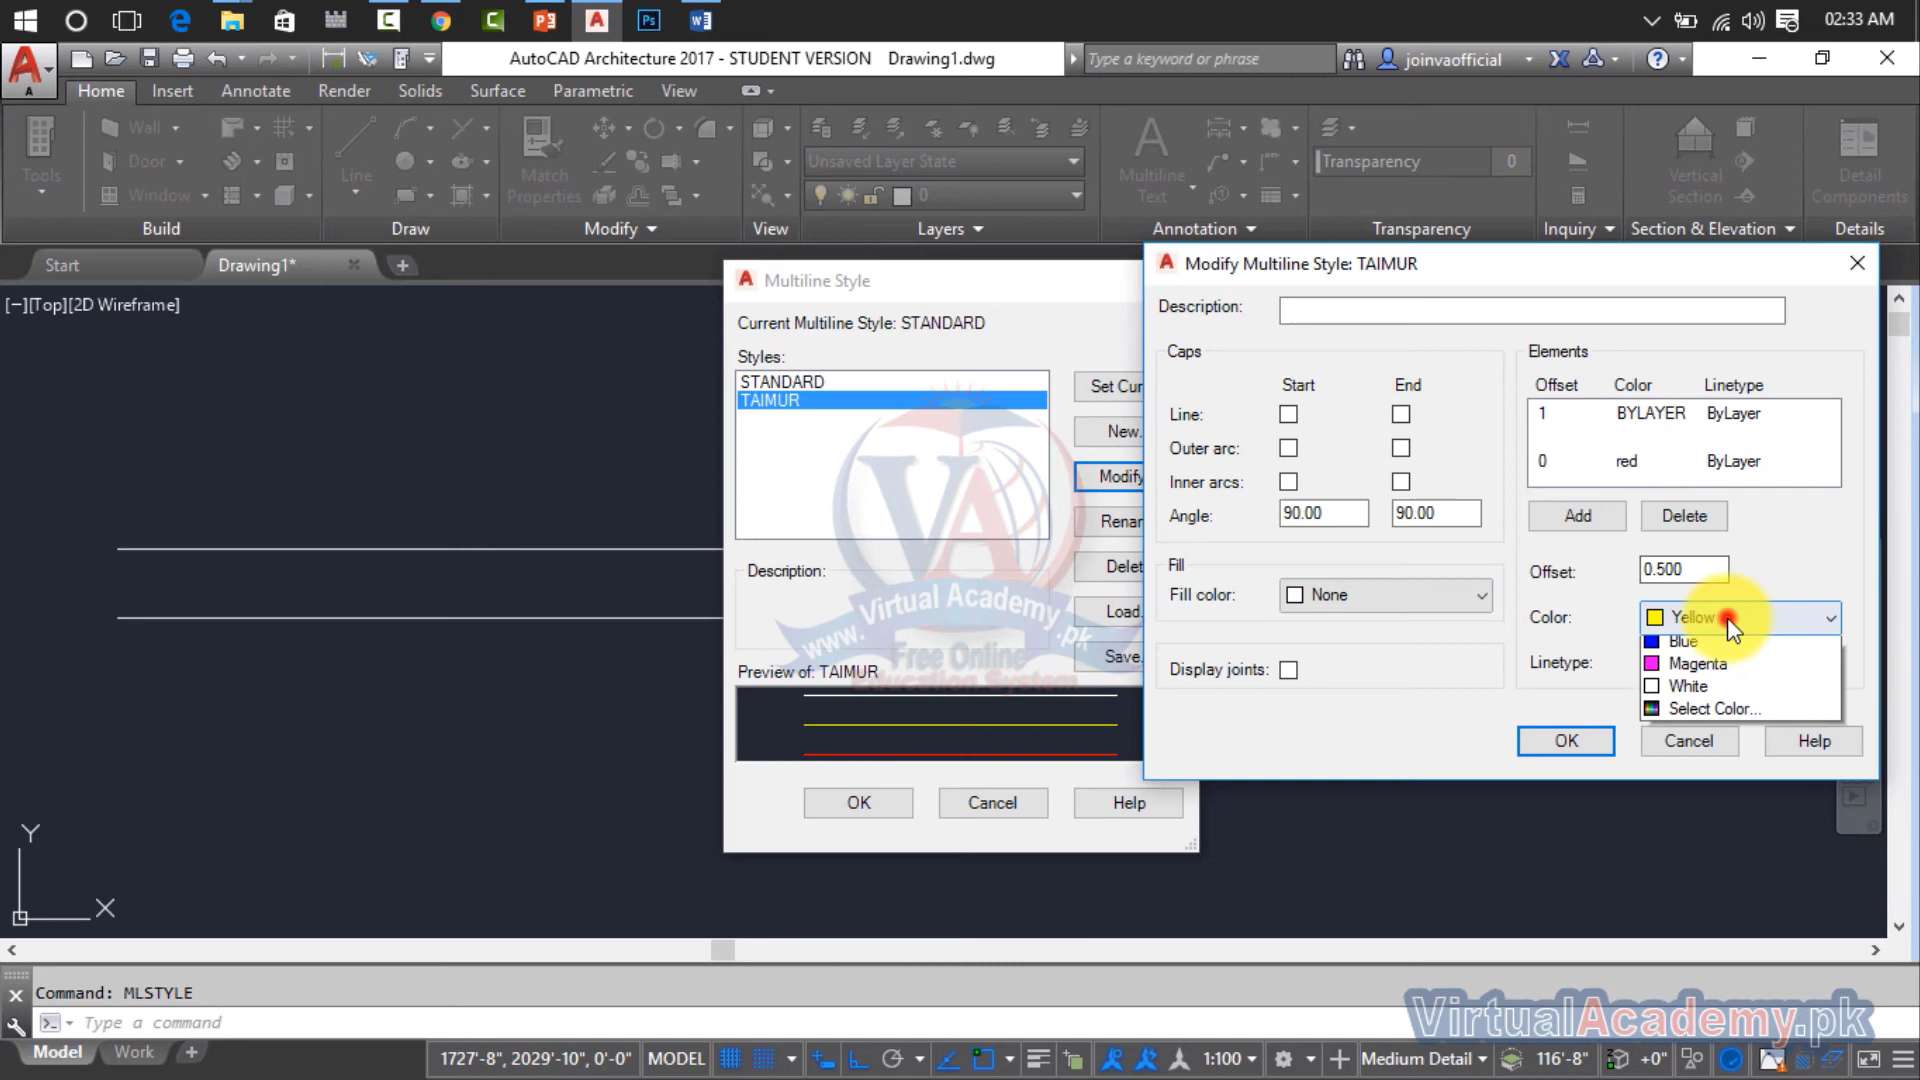 02:33 AM
AutoCAD Architecture 2017 - STUDENT VERSION Drawing1.dwg
Type a keyword or phrase
joinvaofficial
A
Home Insert Annotate Render Solids Surface Parametric View
Wall
Door
Window
Tools
Line
Match Properties
Unsaved Layer State
0
Multiline Text
Transparency 0
Vertical Section
Detail Components
Build Draw Modify View Layers Annotation Transparency Inquiry Section & Elevation Details
Start Drawing1*
[−][Top][2D Wireframe]
Multiline Style
Current Multiline Style: STANDARD
Styles:
STANDARD
TAIMUR
Set Cur
New.
Modify
Renar
Delet
Load.
Save.
Description:
Preview of: TAIMUR
OK Cancel Help
Modify Multiline Style: TAIMUR
Description:
Caps
Start End
Line:
Outer arc:
Inner arcs:
Angle: 90.00 90.00
Fill
Fill color: None
Display joints:
Elements
Offset Color Linetype
1 BYLAYER ByLayer
0 red ByLayer
Add Delete
Offset: 0.500
Color: Yellow
Blue
Linetype:
Magenta
White
Select Color...
OK Cancel Help
VA
Virtual Academy
www. .pk
Free Online
Education System
Y
X
Command: MLSTYLE
Type a command
VirtualAcademy.pk
Model Work
1727'-8", 2029'-10", 0'-0" MODEL 1:100 Medium Detail 116'-8" +0"